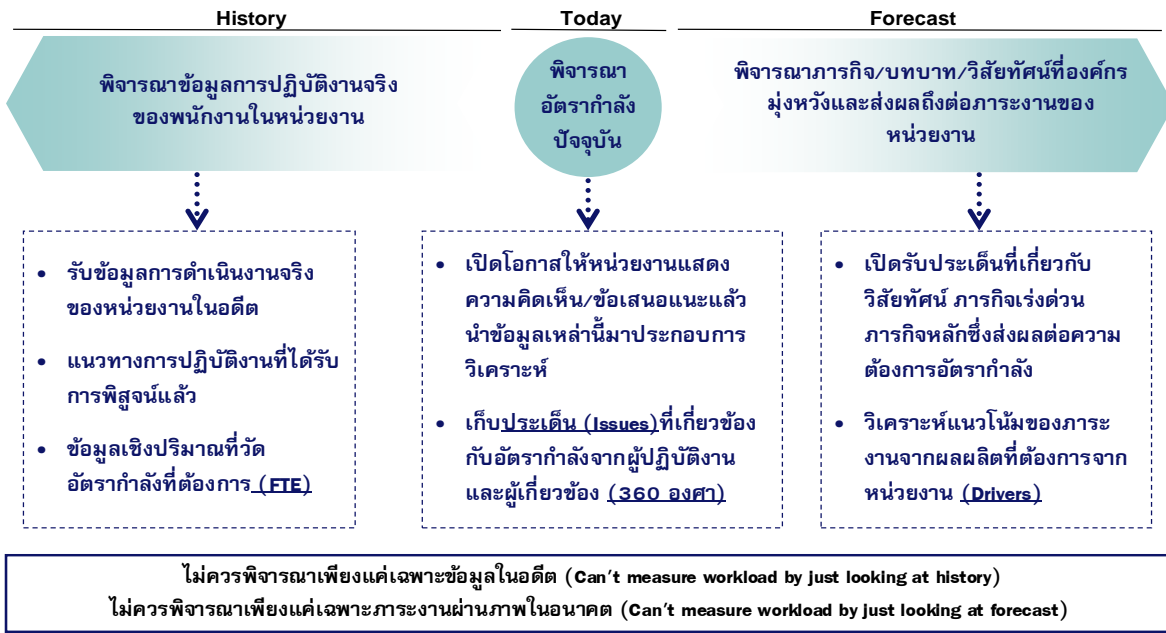 History
Today
Forecast
พิจารณาข้อมูลการปฏิบัติงานจริง
ของพนักงานในหน่วยงาน
พิจารณา
อัตรากำลัง
ปัจจุบัน
พิจารณาภารกิจ/บทบาท/วิสัยทัศน์ที่องค์กร
มุ่งหวังและส่งผลถึงต่อภาระงานของ
หน่วยงาน
• รับข้อมูลการดำเนินงานจริง
ของหน่วยงานในอดีต
• แนวทางการปฏิบัติงานที่ได้รับ
การพิสูจน์แล้ว
• ข้อมูลเชิงปริมาณที่วัด
อัตรากำลังที่ต้องการ (FTE)
• เปิดโอกาสให้หน่วยงานแสดง
ความคิดเห็น/ข้อเสนอแนะแล้ว
นำข้อมูลเหล่านี้มาประกอบการ
วิเคราะห์
• เก็บประเด็น (Issues)ที่เกี่ยวข้อง
กับอัตรากำลังจากผู้ปฏิบัติงาน
และผู้เกี่ยวข้อง (360 องศา)
• เปิดรับประเด็นที่เกี่ยวกับ
วิสัยทัศน์ ภารกิจเร่งด่วน
ภารกิจหลักซึ่งส่งผลต่อความ
ต้องการอัตรากำลัง
• วิเคราะห์แนวโน้มของภาระ
งานจากผลผลิตที่ต้องการจาก
หน่วยงาน (Drivers)
ไม่ควรพิจารณาเพียงแค่เฉพาะข้อมูลในอดีต (Can't measure workload by just looking at history)
ไม่ควรพิจารณาเพียงแค่เฉพาะภาระงานผ่านภาพในอนาคต (Can't measure workload by just looking at forecast)